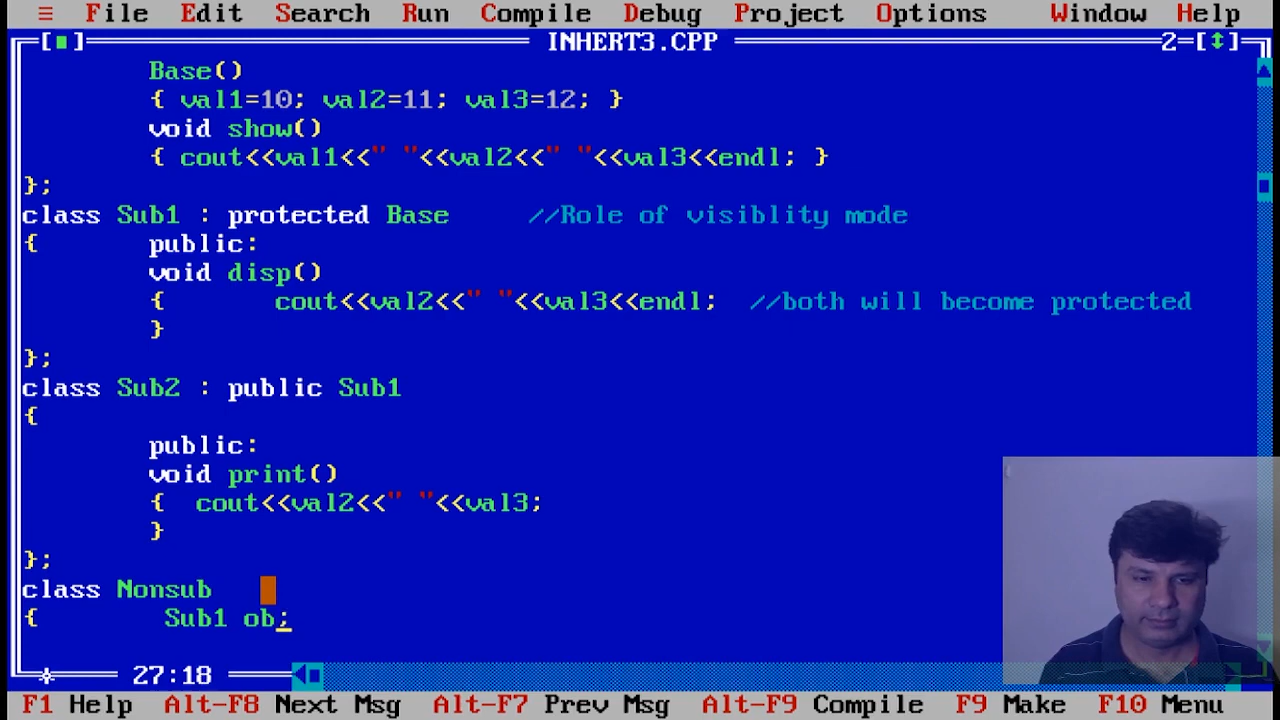 ≡ File Edit Search Run Compile Debug Project Options Window Help
[■] INHERT3.CPP 2=[↕]
Base()
{ val1=10; val2=11; val3=12; }
void show()
{ cout<<val1<<" "<<val2<<" "<<val3<<endl; }
};
class Sub1 : protected Base //Role of visiblity mode
{ public:
void disp()
{ cout<<val2<<" "<<val3<<endl; //both will become protected
}
};
class Sub2 : public Sub1
{
public:
void print()
{ cout<<val2<<" "<<val3;
}
};
class Nonsub
{ Sub1 ob;
27:18
F1 Help Alt-F8 Next Msg Alt-F7 Prev Msg Alt-F9 Compile F9 Make F10 Menu